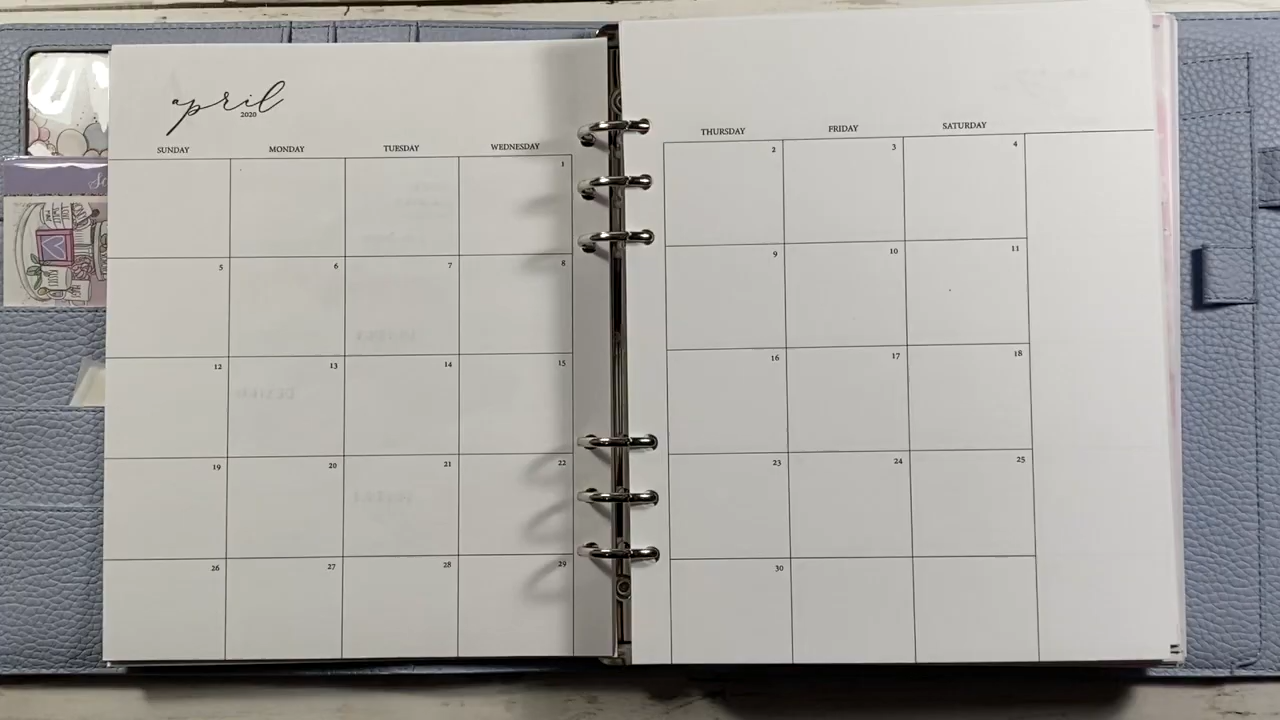 april
2020
SUNDAY MONDAY TUESDAY WEDNESDAY THURSDAY FRIDAY SATURDAY
1 2 3 4
5 6 7 8 9 10 11
12 13 14 15 16 17 18
19 20 21 22 23 24 25
26 27 28 29 30